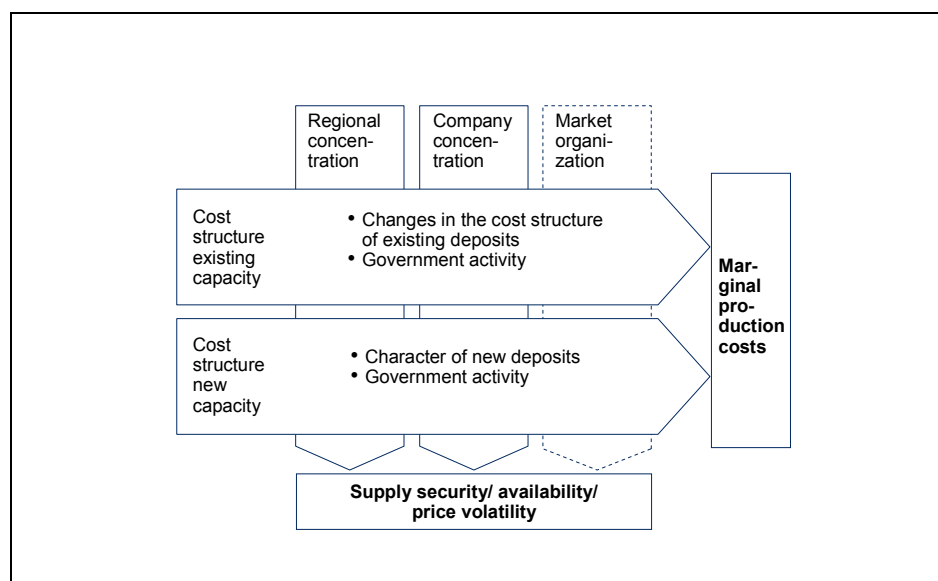 Regional
concen-
tration
Company
concen-
tration
Market
organi-
zation
Cost
structure
existing
capacity
• Changes in the cost structure
of existing deposits
• Government activity
Mar-
ginal
pro-
duction
costs
Cost
structure
new
capacity
• Character of new deposits
• Government activity
Supply security/ availability/
price volatility